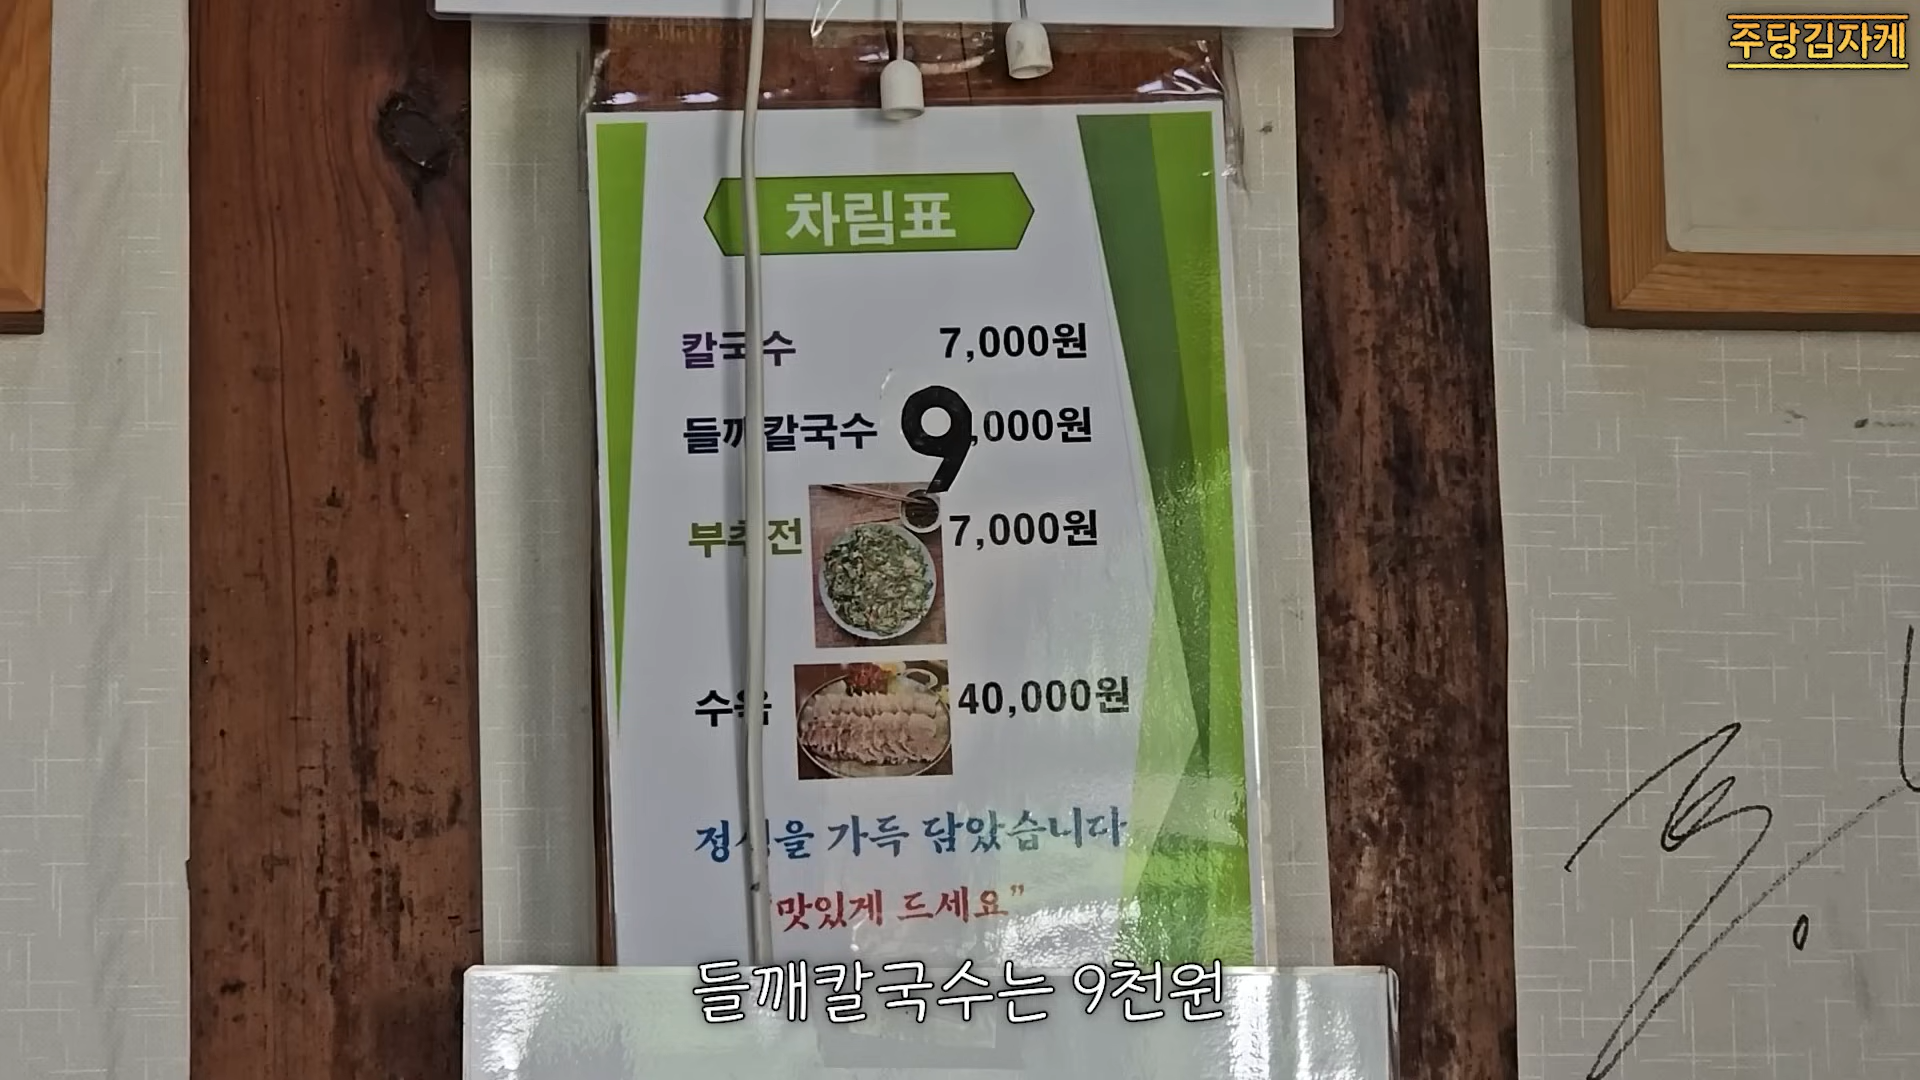 주당김자케
차림표
칼국수 7,000원
들깨칼국수 9,000원
부추전 7,000원
수육 40,000원
정성을 가득 담았습니다
"맛있게 드세요"
들깨칼국수는 9천원